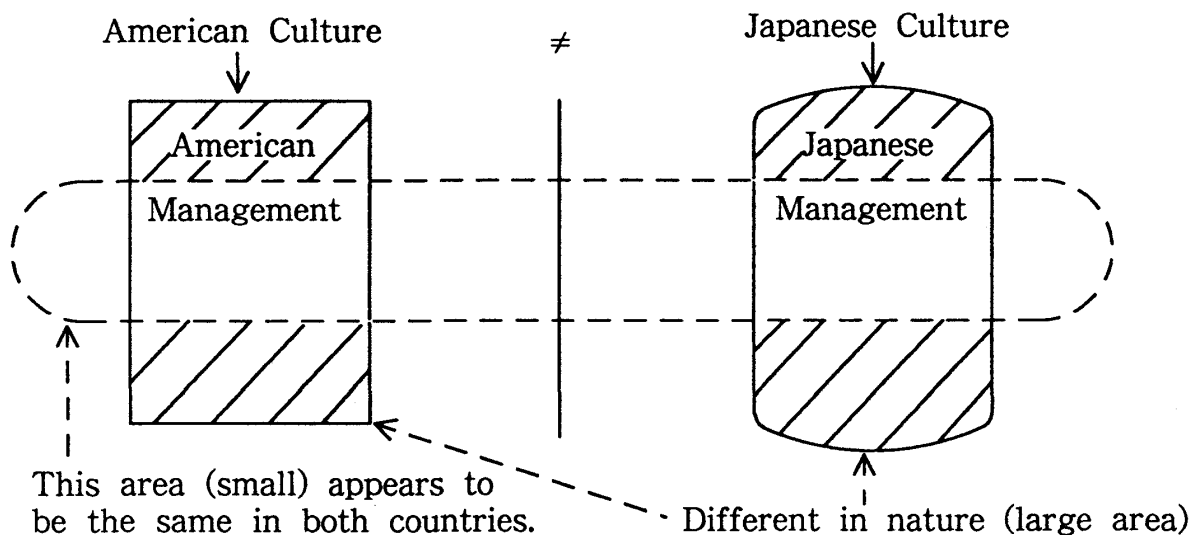 American Culture
≠
Japanese Culture
American
Management
Japanese
Management
This area (small) appears to
be the same in both countries.
Different in nature (large area)